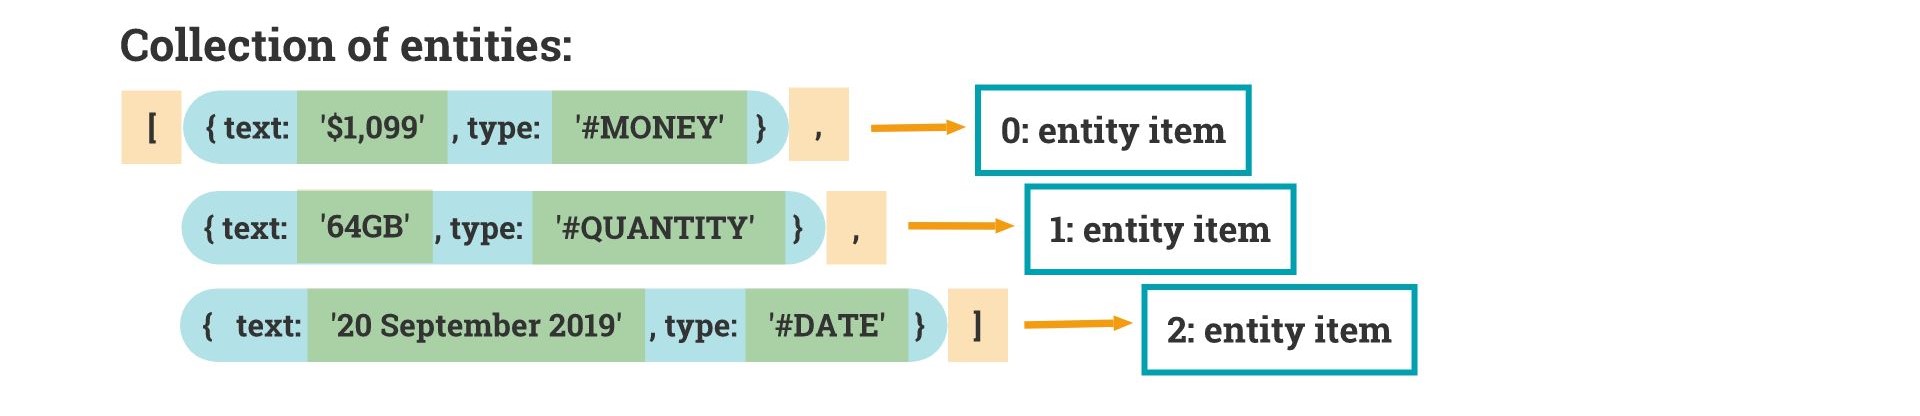 Collection of entities:
[ { text: '$1,099' , type: '#MONEY' } , 0: entity item
{ text: '64GB' , type: '#QUANTITY' } , 1: entity item
{ text: '20 September 2019' , type: '#DATE' } ] 2: entity item